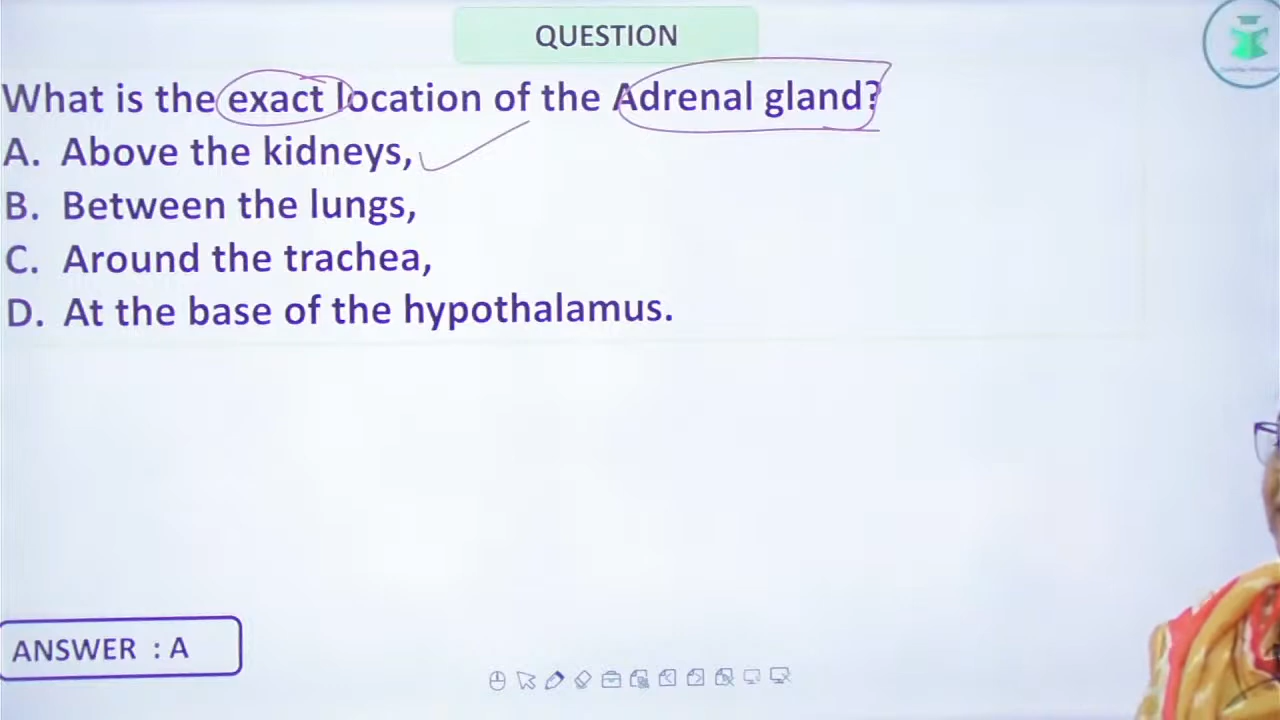 QUESTION
What is the exact location of the Adrenal gland?
A. Above the kidneys,
B. Between the lungs,
C. Around the trachea,
D. At the base of the hypothalamus.
ANSWER : A